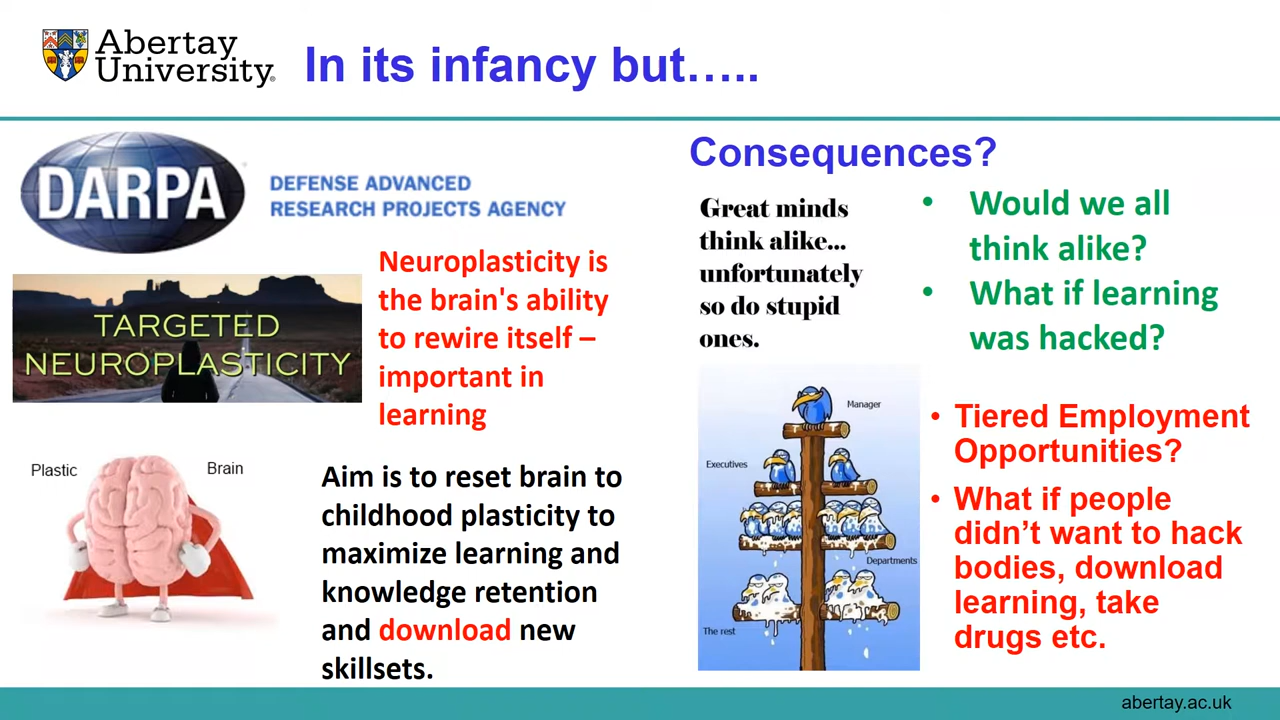 Abertay
University®
In its infancy but.....
DARPA
DEFENSE ADVANCED
RESEARCH PROJECTS AGENCY
TARGETED
NEUROPLASTICITY
Neuroplasticity is
the brain's ability
to rewire itself –
important in
learning
Plastic
Brain
Aim is to reset brain to
childhood plasticity to
maximize learning and
knowledge retention
and download new
skillsets.
Consequences?
Great minds
think alike...
unfortunately
so do stupid
ones.
• Would we all
think alike?
• What if learning
was hacked?
Manager
Executives
Departments
The rest
• Tiered Employment
Opportunities?
• What if people
didn’t want to hack
bodies, download
learning, take
drugs etc.
abertay.ac.uk